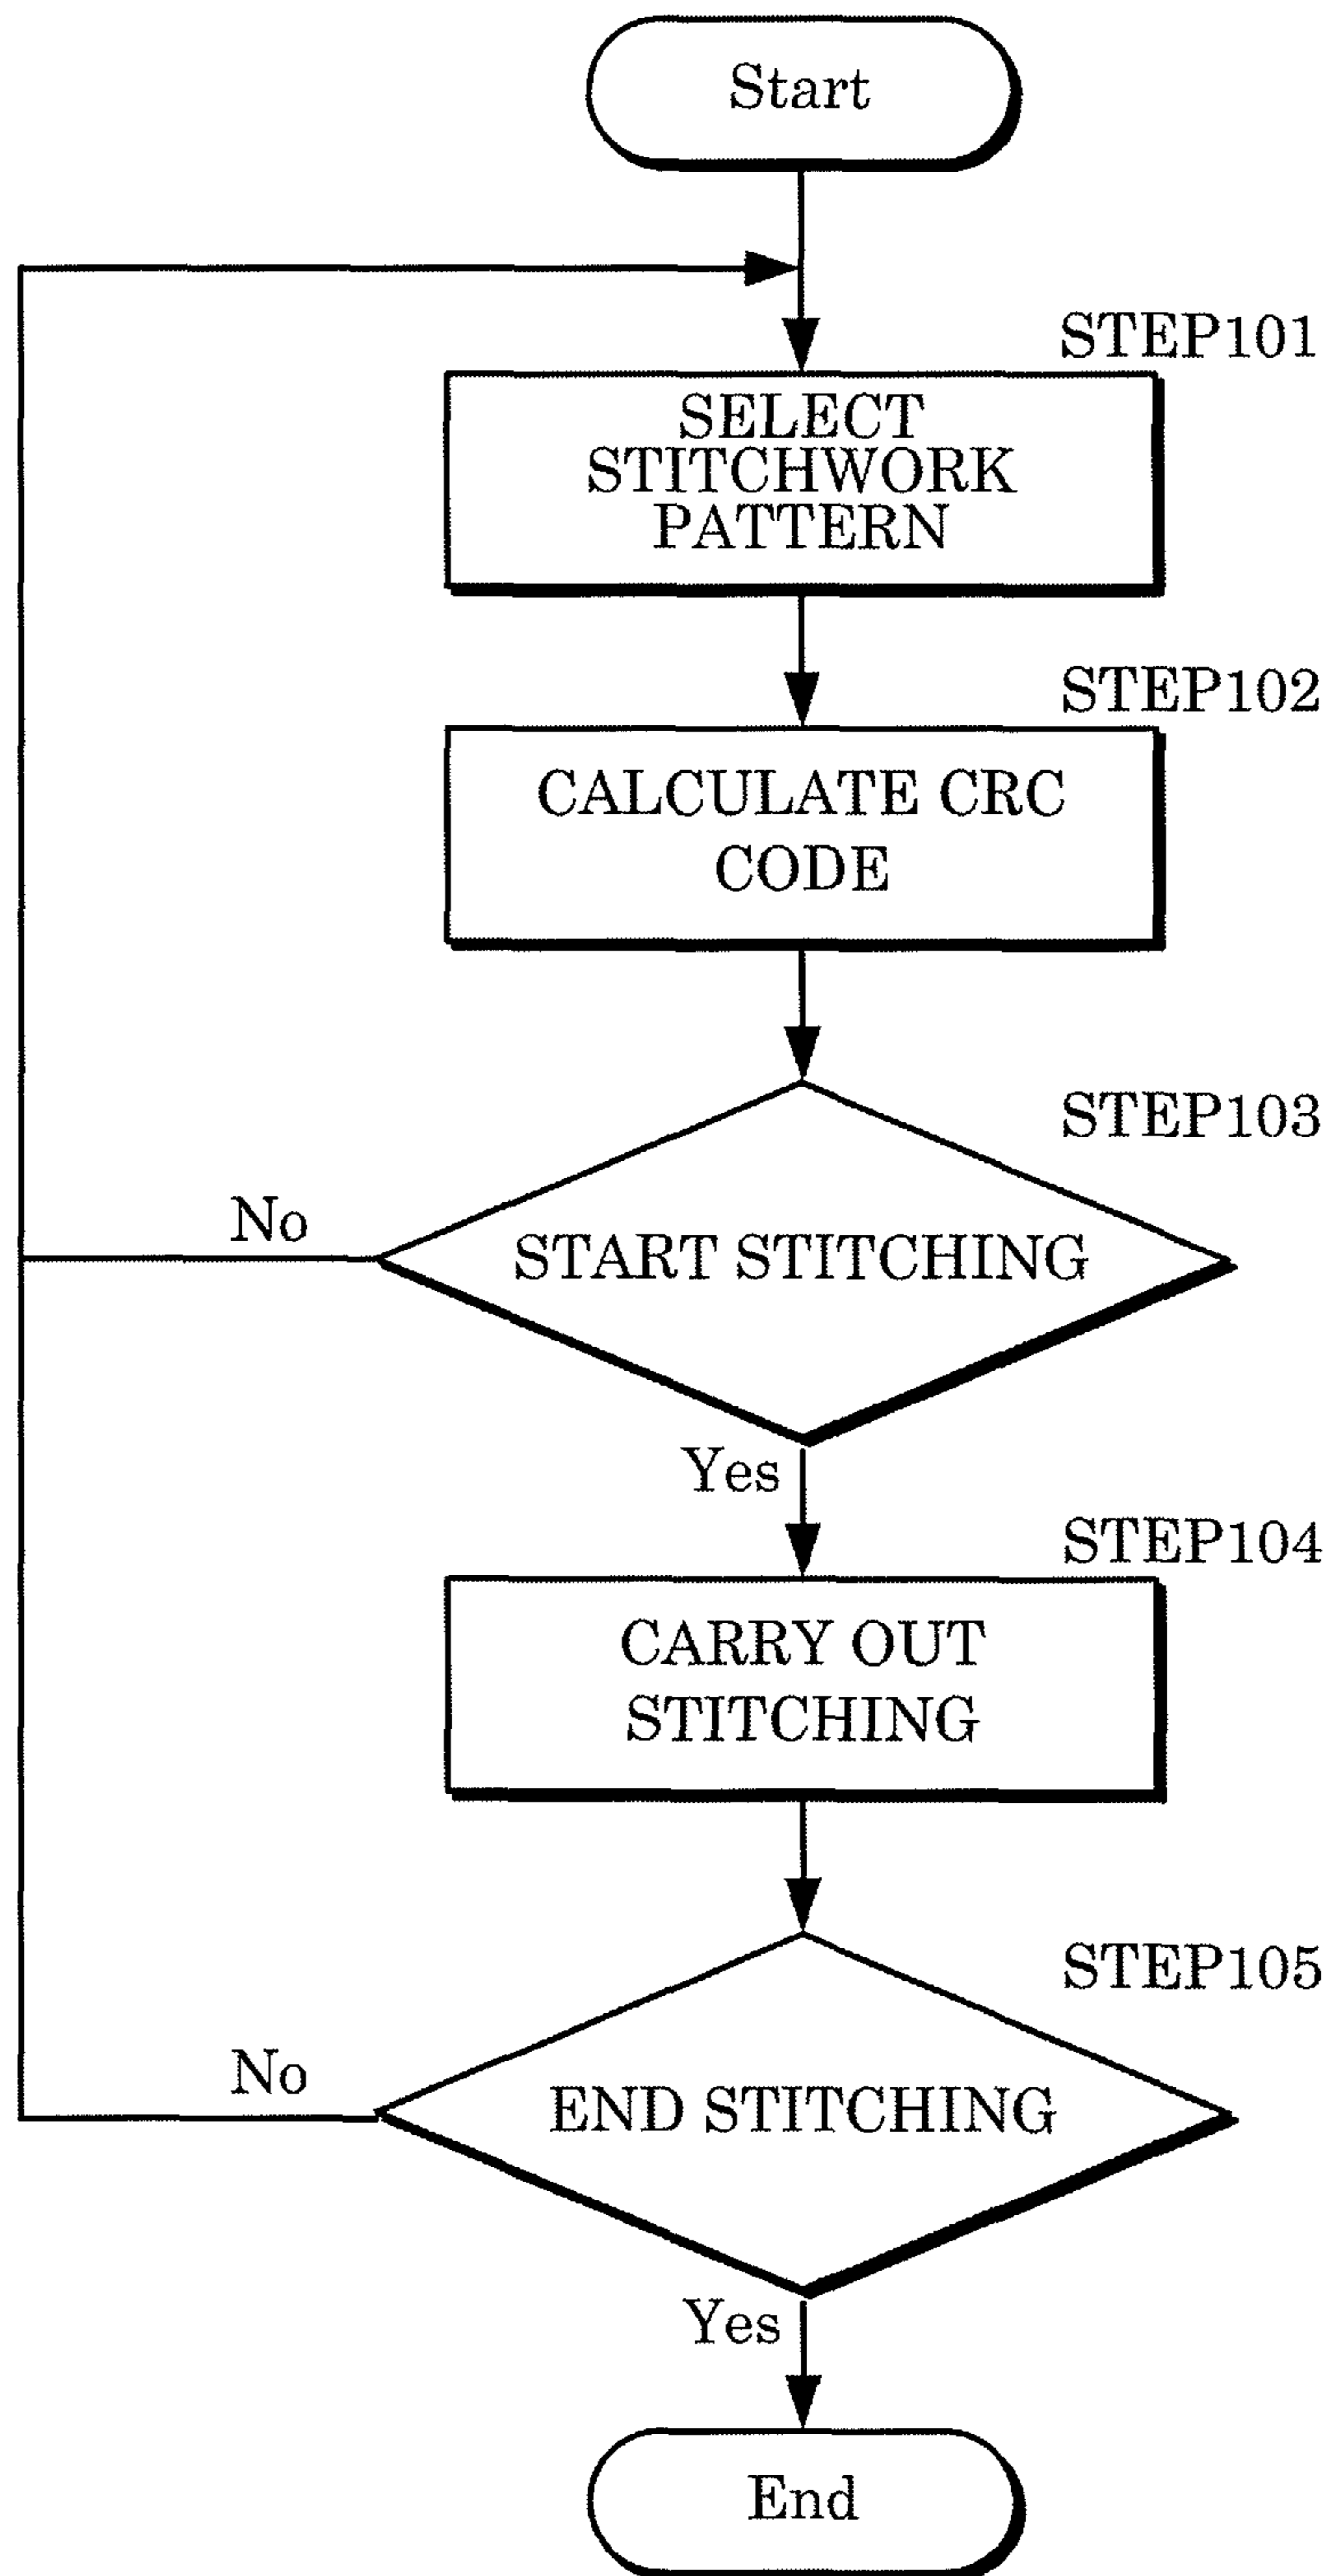 Start
STEP101
SELECT
STITCHWORK
PATTERN
STEP102
CALCULATE CRC
CODE
STEP103
No
START STITCHING
Yes
STEP104
CARRY OUT
STITCHING
STEP105
No
END STITCHING
Yes
End